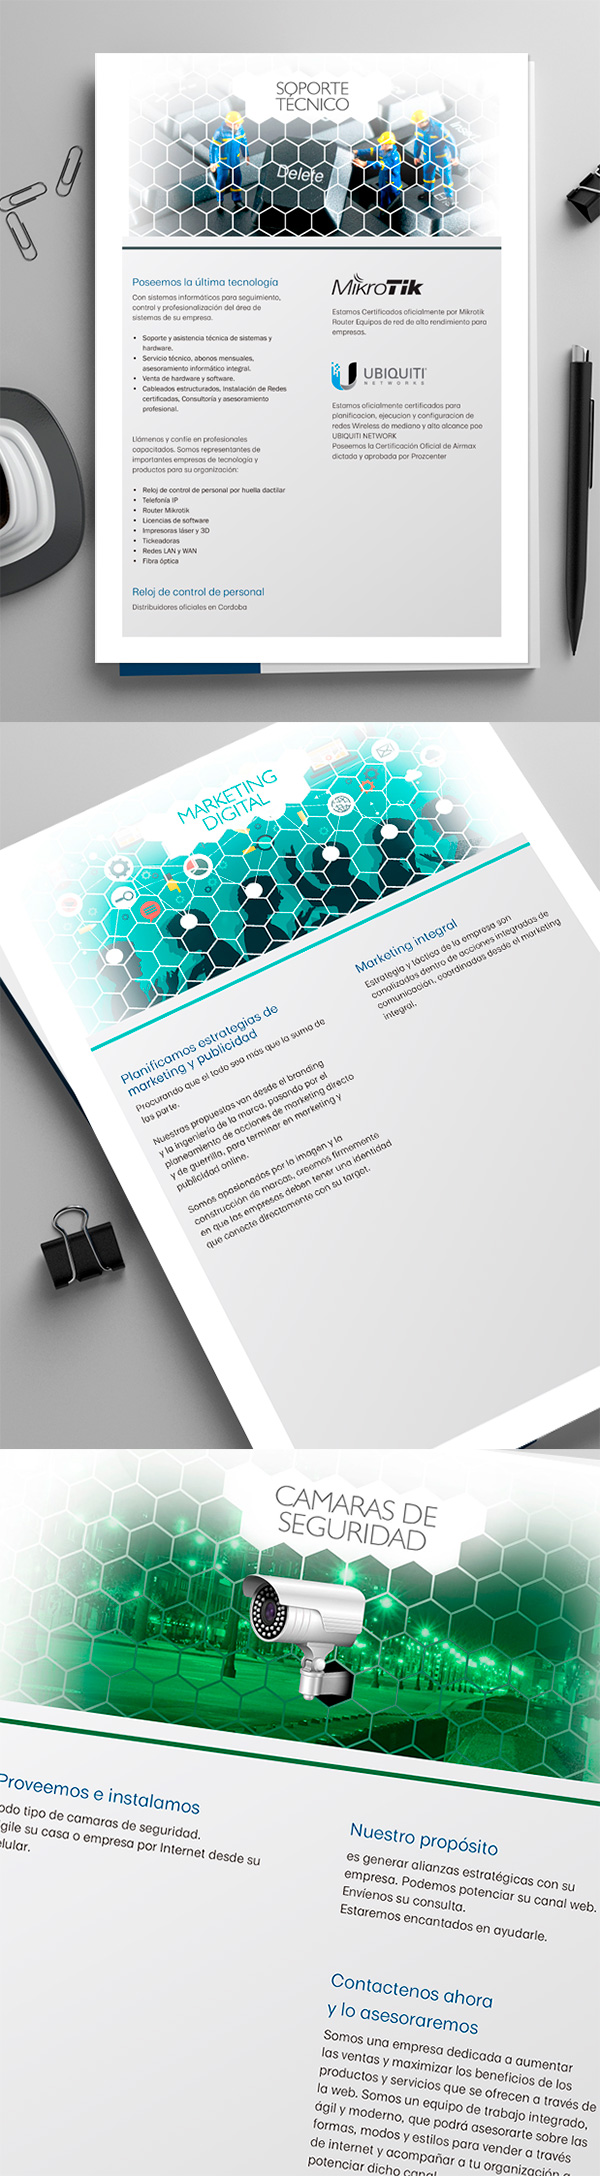 SOPORTE
TÉCNICO
Delete
Poseemos la última tecnología
Con sistemas informáticos para seguimiento,
control y profesionalización del área de
sistemas de su empresa.
• Soporte y asistencia técnica de sistemas y
hardware.
• Servicio técnico, abonos mensuales,
asesoramiento informático integral.
• Venta de hardware y software.
• Cableados estructurados, Instalación de Redes
certificadas, Consultoría y asesoramiento
profesional.
Llámenos y confíe en profesionales
capacitados. Somos representantes de
importantes empresas de tecnología y
productos para su organización:
• Reloj de control de personal por huella dactilar
• Telefonía IP
• Router Mikrotik
• Licencias de software
• Impresoras láser y 3D
• Tickeadoras
• Redes LAN y WAN
• Fibra óptica
Reloj de control de personal
Distribuidores oficiales en Cordoba
MikroTik
Estamos Certificados oficialmente por Mikrotik
Router Equipos de red de alto rendimiento para
empresas.
UBIQUITI
NETWORKS
Estamos oficialmente certificados para
planificacion, ejecucion y configuracion de
redes Wireless de mediano y alto alcance poe
UBIQUITI NETWORK
Poseemos la Certificación Oficial de Airmax
dictada y aprobada por Prozcenter
MARKETING
DIGITAL
Planificamos estrategias de
marketing y publicidad
Procurando que el todo sea más que la suma de
las parte.
Nuestras propuestas van desde el branding
y la ingeniería de la marca, pasando por el
planeamiento de acciones de marketing directo
y de guerrilla, para terminar en marketing y
publicidad online.
Somos apasionados por la imagen y la
construcción de marcas, creemos firmemente
en que las empresas deben tener una identidad
que conecte directamente con su target.
Marketing integral
Estrategia y táctica de la empresa son
canalizadas dentro de acciones integradas de
comunicación, coordinadas desde el marketing
integral.
CAMARAS DE
SEGURIDAD
Proveemos e instalamos
odo tipo de camaras de seguridad.
gile su casa o empresa por Internet desde su
elular.
Nuestro propósito
es generar alianzas estratégicas con su
empresa. Podemos potenciar su canal web.
Envíenos su consulta.
Estaremos encantados en ayudarle.
Contactenos ahora
y lo asesoraremos
Somos una empresa dedicada a aumentar
las ventas y maximizar los beneficios de los
productos y servicios que se ofrecen a través de
la web. Somos un equipo de trabajo integrado,
ágil y moderno, que podrá asesorarte sobre las
formas, modos y estilos para vender a través
de internet y acompañar a tu organización a
potenciar dicho canal